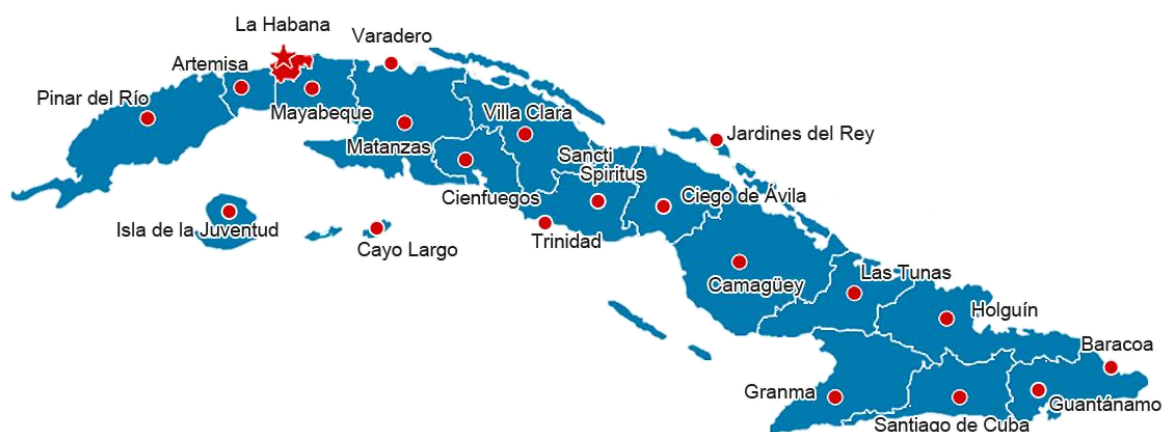 La Habana
Varadero
Artemisa
Pinar del Río
Mayabeque
Villa Clara
Jardines del Rey
Matanzas
Sancti
Spiritus
Cienfuegos
Ciego de Ávila
Isla de la Juventud
Cayo Largo
Trinidad
Las Tunas
Camagüey
Holguín
Baracoa
Granma
Guantánamo
Santiago de Cuba